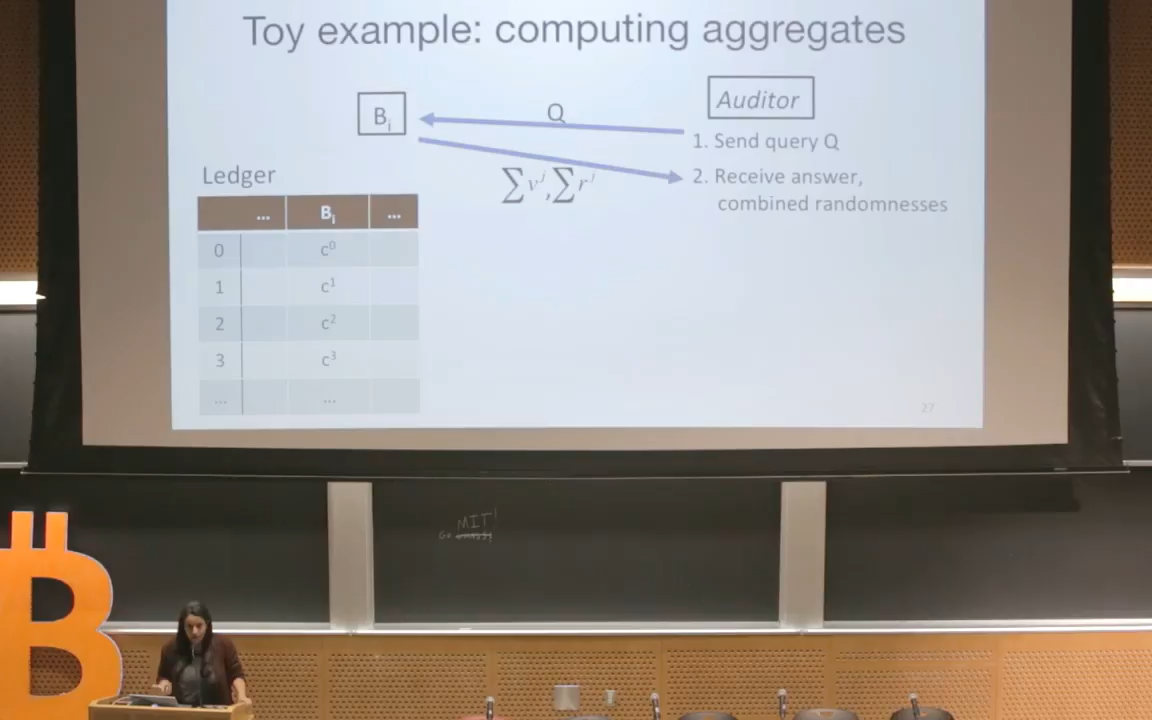 Toy example: computing aggregates
Bᵢ
Q
Auditor
1. Send query Q
∑vʲ,∑rʲ
2. Receive answer,
combined randomnesses
Ledger
... Bᵢ ...
0 c⁰
1 c¹
2 c²
3 c³
... ...
27
MIT!
Go